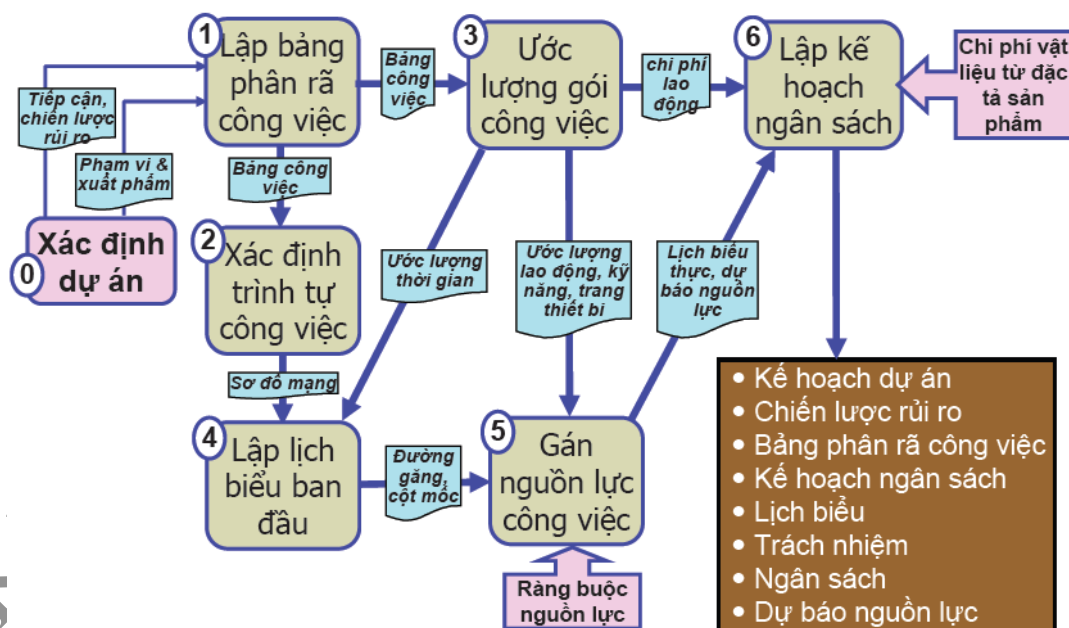 1
Lập bảng
phân rã
công việc
Bảng
công
việc
3
Ước
lượng gói
công việc
chi phí
lao
động
6
Lập kế
hoạch
ngân sách
Chi phí vật
liệu từ đặc
tả sản
phẩm
Tiếp cận,
chiến lược
rủi ro
Phạm vi &
xuất phẩm
Bảng công
việc
0
Xác định
dự án
2
Xác định
trình tự
công việc
Ước lượng
thời gian
Ước lượng
lao động, kỹ
năng, trang
thiết bi
Lịch biểu
thực, dự
báo nguồn
lực
Sơ đồ mạng
4
Lập lịch
biểu ban
đầu
Đường
găng,
cột mốc
5
Gán
nguồn lực
công việc
Ràng buộc
nguồn lực
• Kế hoạch dự án
• Chiến lược rủi ro
• Bảng phân rã công việc
• Kế hoạch ngân sách
• Lịch biểu
• Trách nhiệm
• Ngân sách
• Dự báo nguồn lực